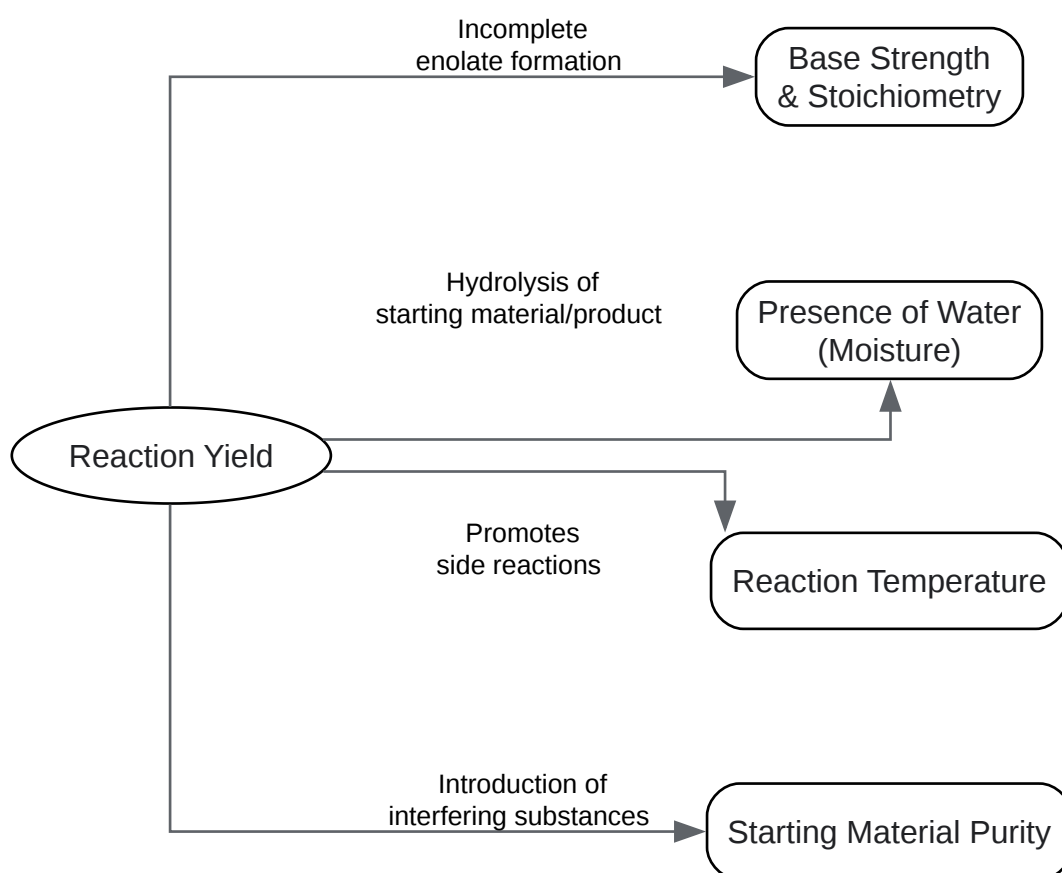 Incomplete
enolate formation
Base Strength
& Stoichiometry
Hydrolysis of
starting material/product
Presence of Water
(Moisture)
Reaction Yield
Promotes
side reactions
Reaction Temperature
Introduction of
interfering substances
Starting Material Purity